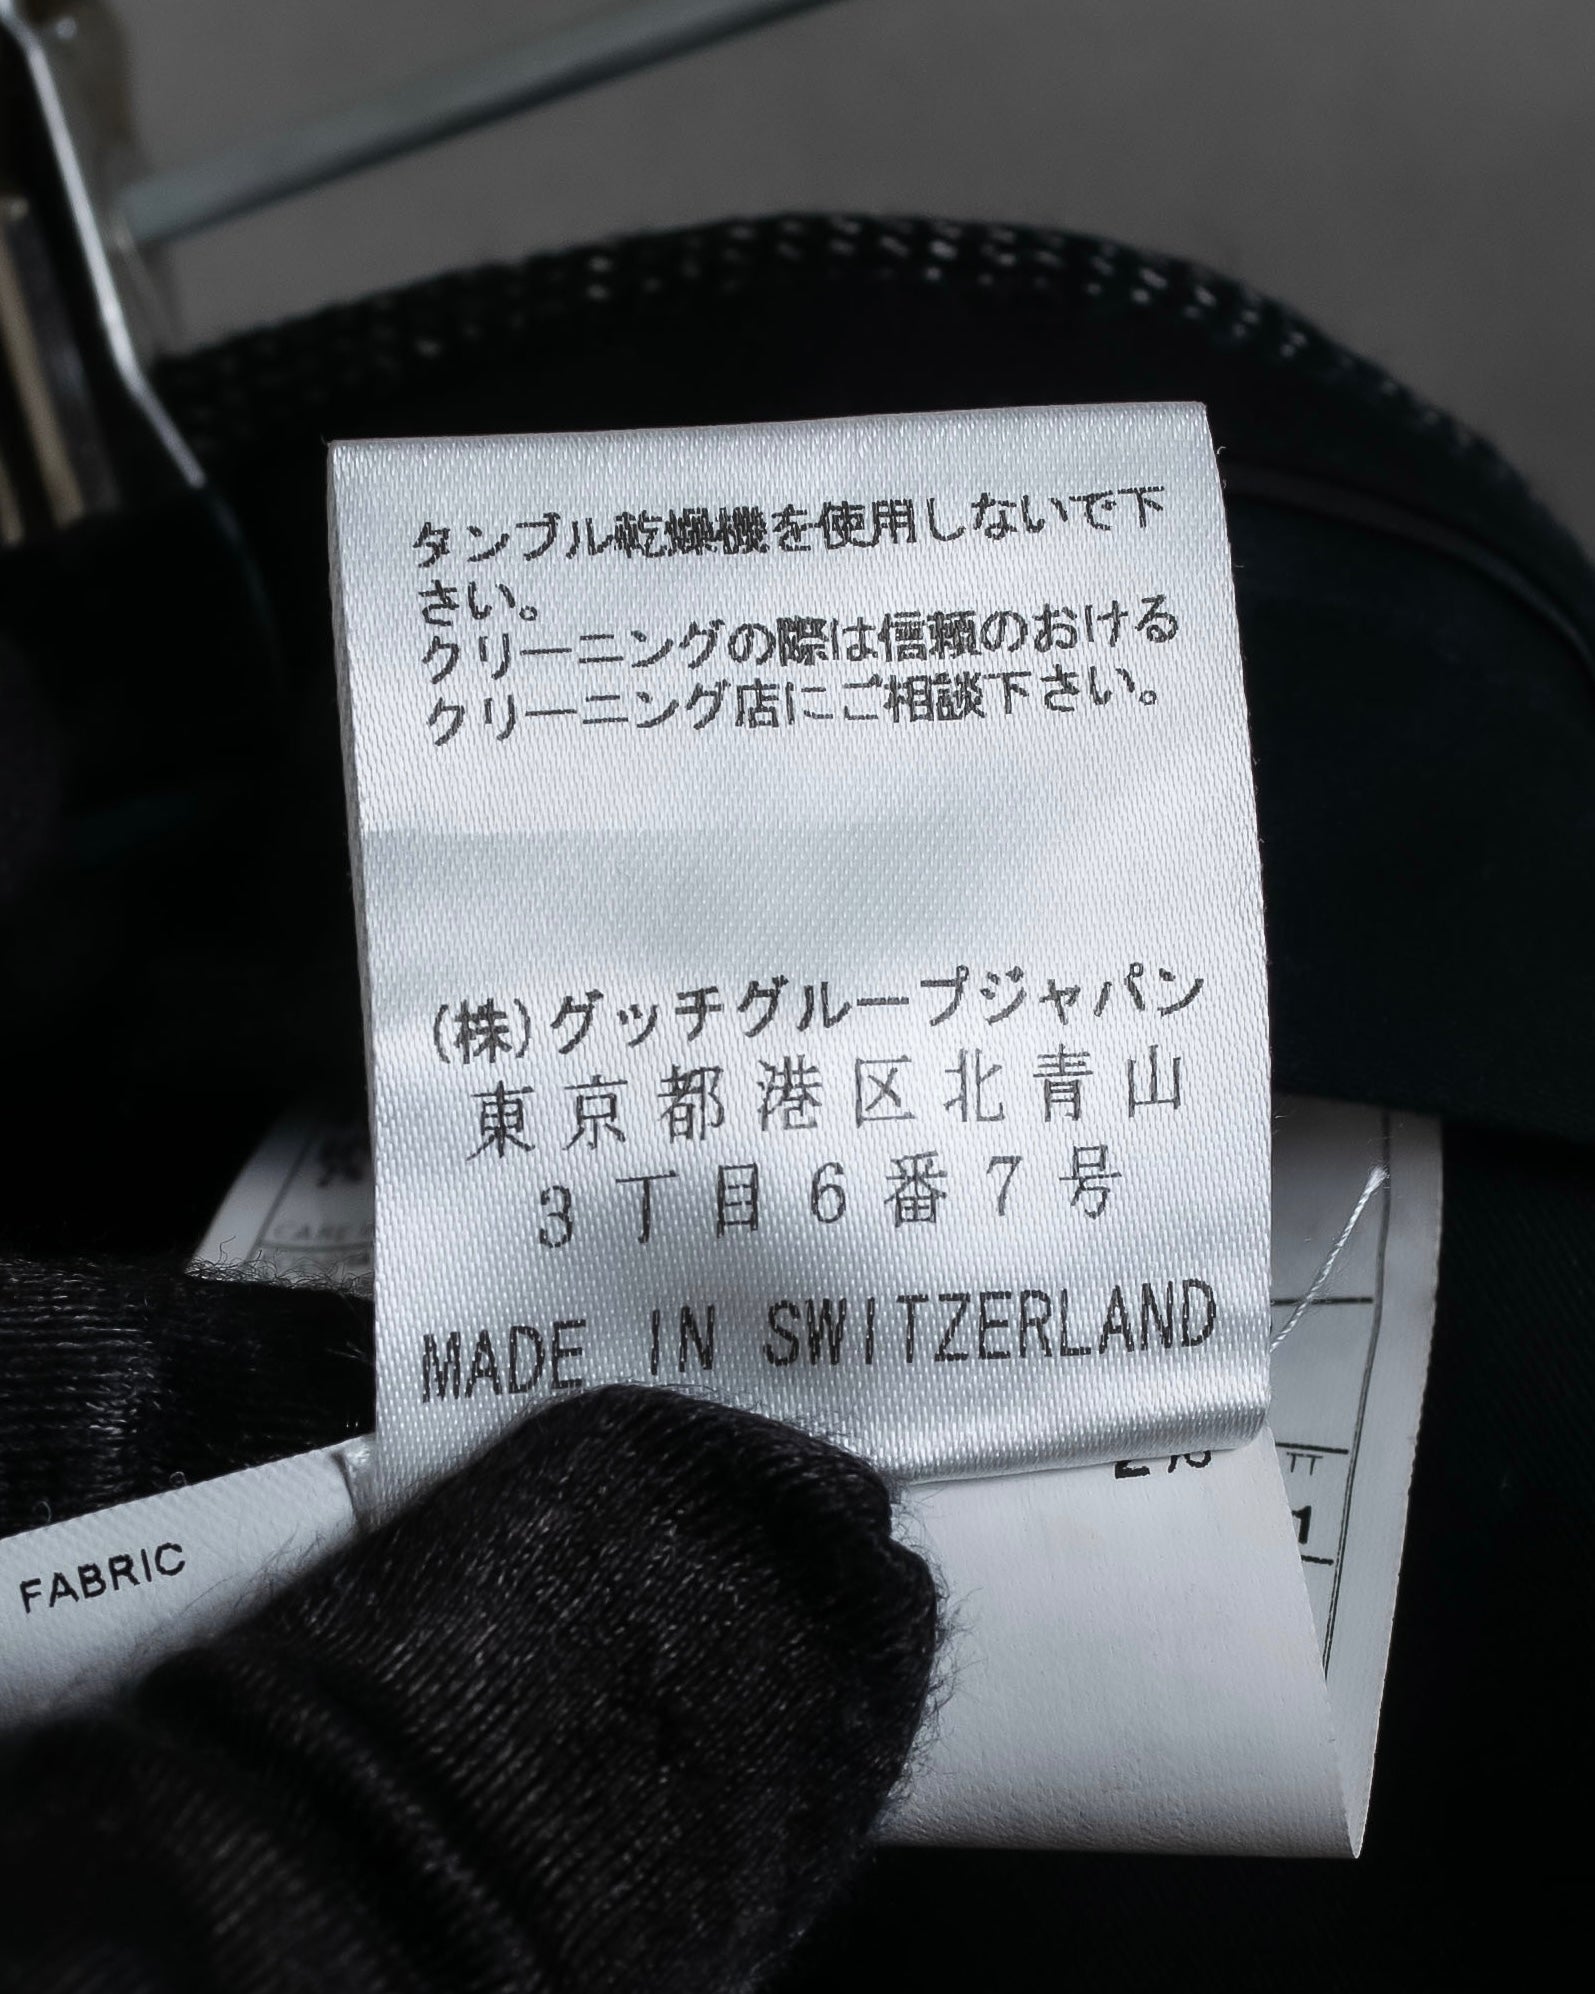 タンブル乾燥機を使用しないで下
さい。
クリーニングの際は信頼のおける
クリーニング店にご相談下さい。
(株)グッチグループジャパン
東京都港区北青山
3丁目6番7号
MADE IN SWITZERLAND
FABRIC
TT
1